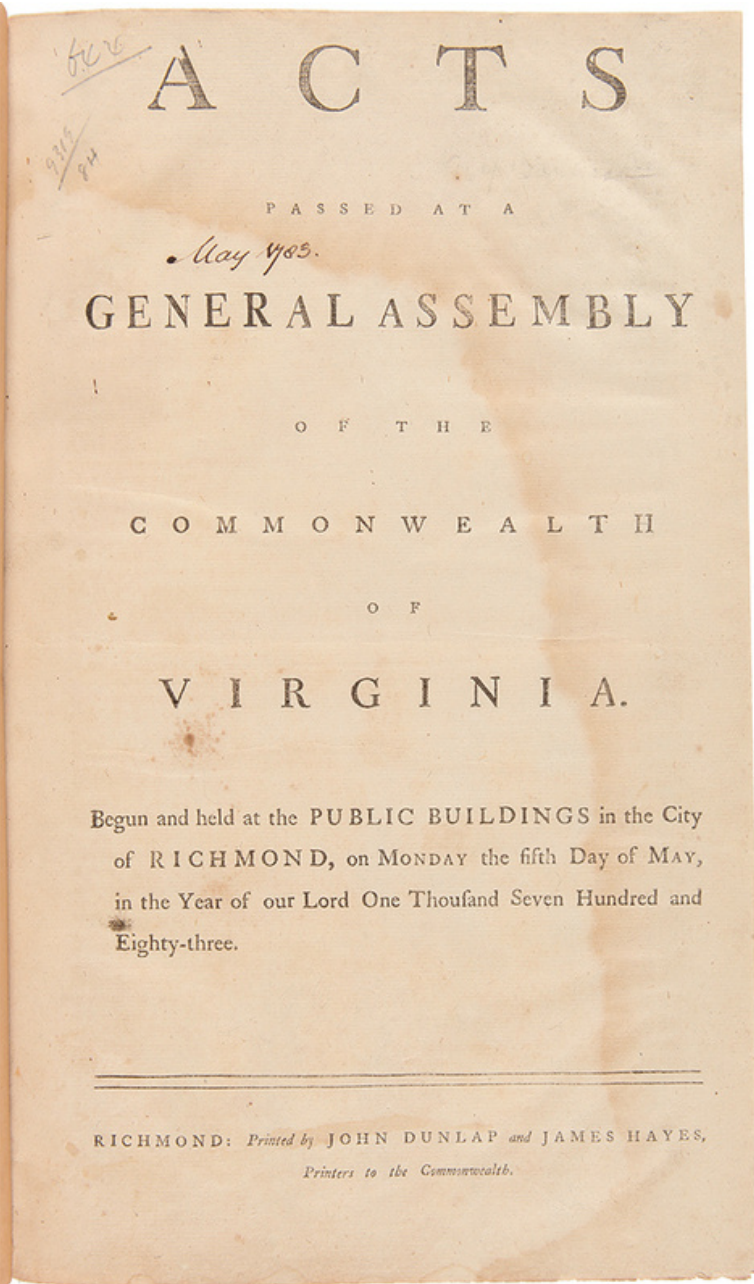 ACTS
PASSED AT A
May 1783.
GENERAL ASSEMBLY
OF THE
COMMONWEALTH
OF
VIRGINIA.
Begun and held at the PUBLIC BUILDINGS in the City
of RICHMOND, on MONDAY the fifth Day of MAY,
in the Year of our Lord One Thouſand Seven Hundred and
Eighty-three.
RICHMOND: Printed by JOHN DUNLAP and JAMES HAYES,
Printers to the Commonwealth.